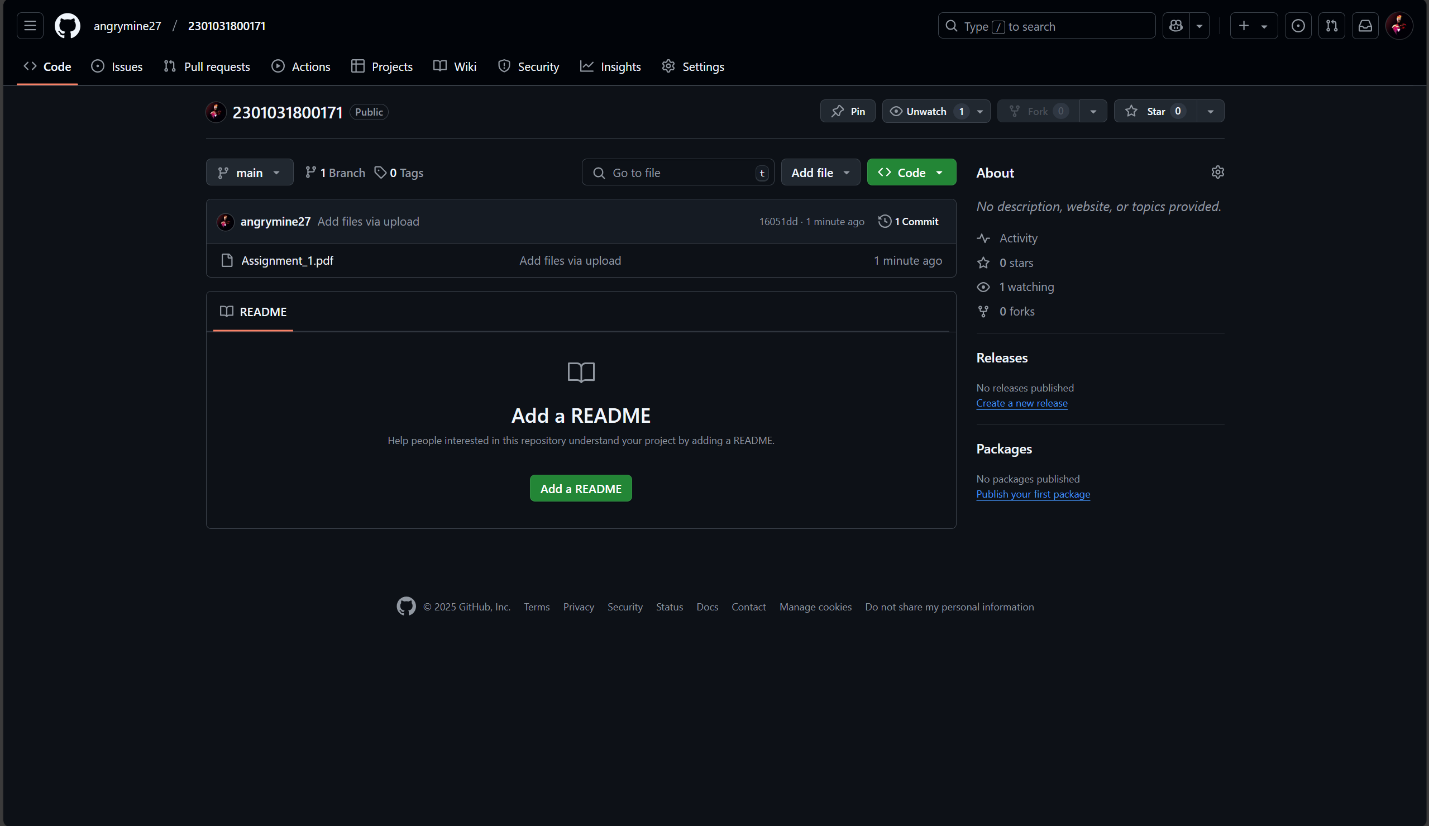 angrymine27 / 2301031800171
Type / to search
Code Issues Pull requests Actions Projects Wiki Security Insights Settings
2301031800171 Public
Pin Unwatch 1 Fork 0 Star 0
main 1 Branch 0 Tags
Go to file t Add file Code
angrymine27 Add files via upload 16051dd · 1 minute ago 1 Commit
Assignment_1.pdf Add files via upload 1 minute ago
README
Add a README
Help people interested in this repository understand your project by adding a README.
Add a README
About
No description, website, or topics provided.
Activity
0 stars
1 watching
0 forks
Releases
No releases published
Create a new release
Packages
No packages published
Publish your first package
© 2025 GitHub, Inc. Terms Privacy Security Status Docs Contact Manage cookies Do not share my personal information